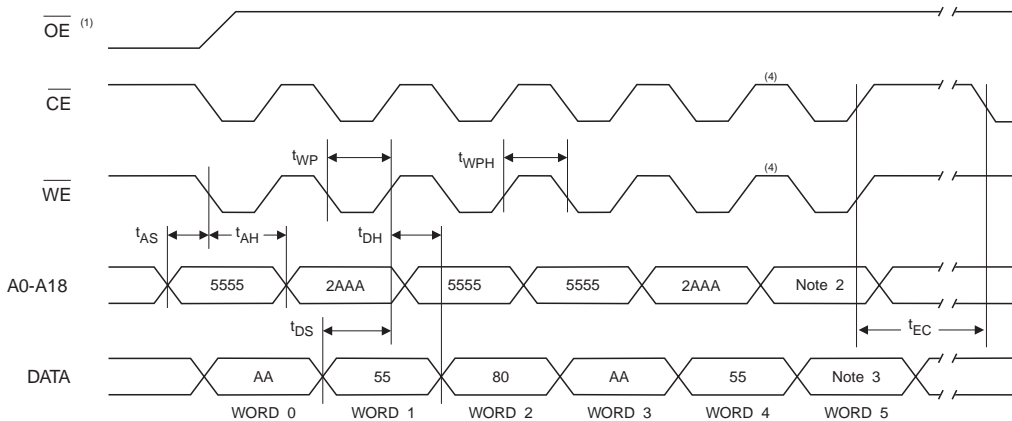 OE (1)
CE
(4)
tWP
tWPH
WE
(4)
tAS
tAH
tDH
A0-A18
5555
2AAA
5555
5555
2AAA
Note 2
tDS
tEC
DATA
AA
55
80
AA
55
Note 3
WORD 0
WORD 1
WORD 2
WORD 3
WORD 4
WORD 5